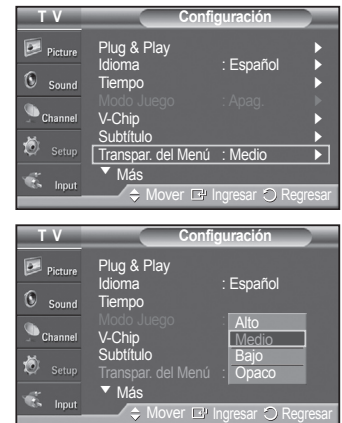 T V Configuración
Picture
Sound
Channel
Setup
Input
Plug & Play
Idioma : Español
Tiempo
Modo Juego : Apag.
V-Chip
Subtítulo
Transpar. del Menú : Medio
Más
Mover Ingresar Regresar
T V Configuración
Picture
Sound
Channel
Setup
Input
Plug & Play
Idioma : Español
Tiempo
Modo Juego :
V-Chip
Subtítulo
Transpar. del Menú :
Alto
Medio
Bajo
Opaco
Más
Mover Ingresar Regresar